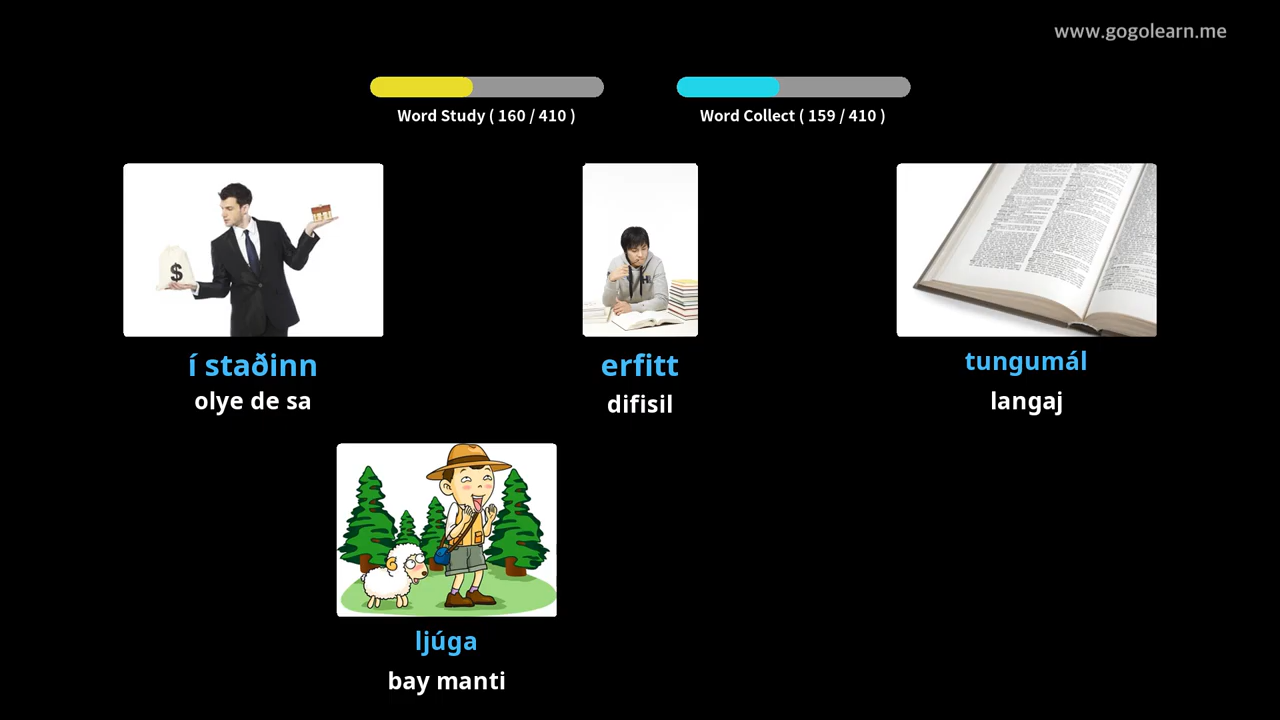 www.gogolearn.me
Word Study ( 160 / 410 )
Word Collect ( 159 / 410 )
$
í staðinn
olye de sa
erfitt
difisil
tungumál
langaj
ljúga
bay manti